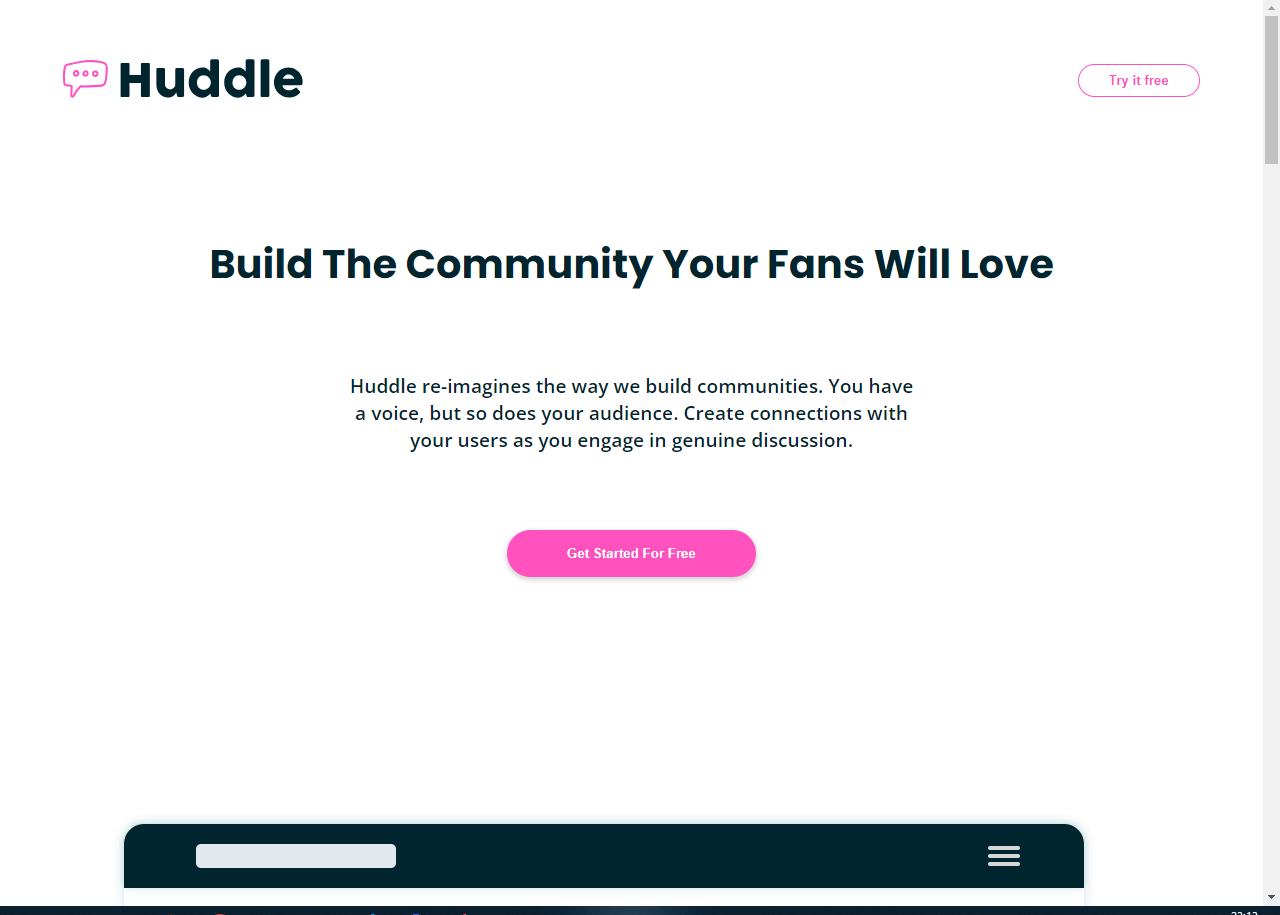 Huddle
Try it free
Build The Community Your Fans Will Love
Huddle re-imagines the way we build communities. You have
a voice, but so does your audience. Create connections with
your users as you engage in genuine discussion.
Get Started For Free